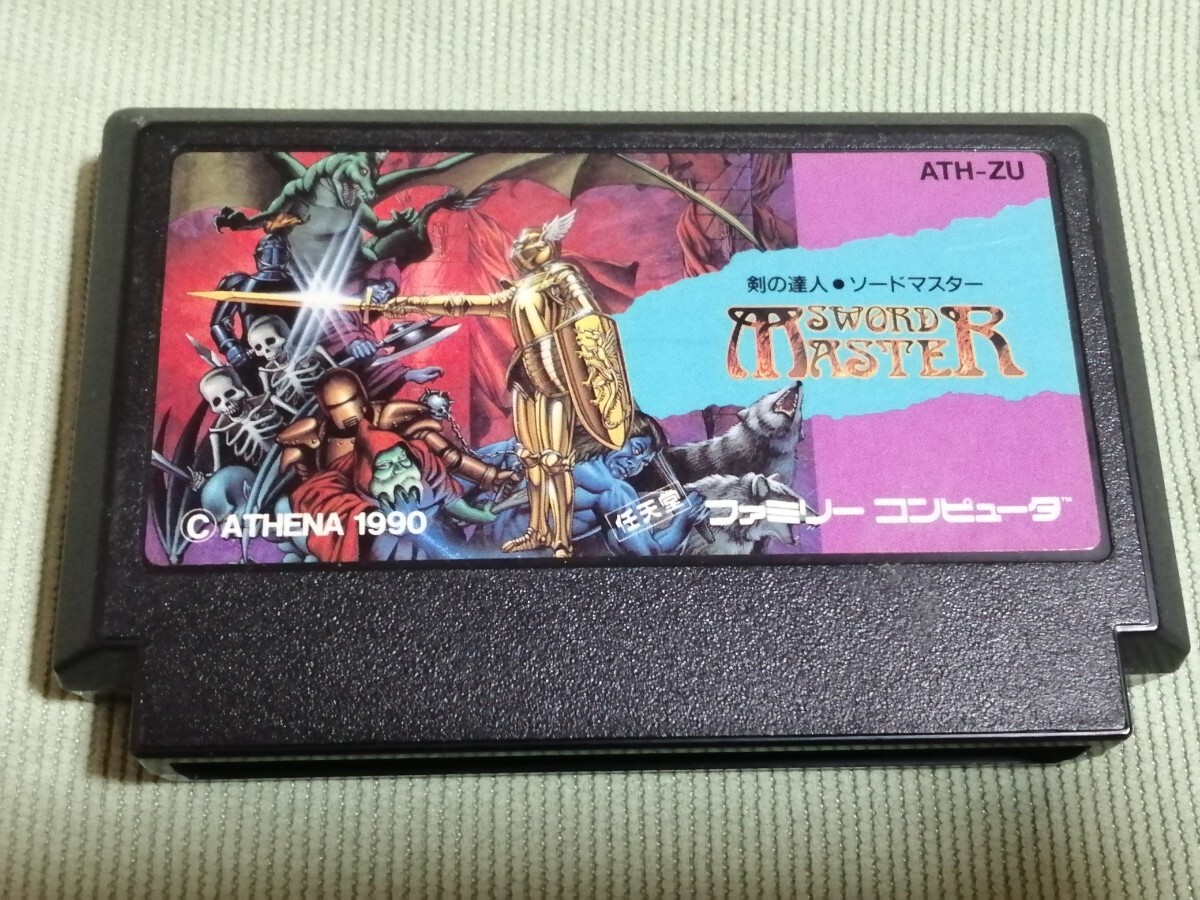 ATH-ZU
剣の達人●ソードマスター
SWORD
MASTER
© ATHENA 1990
任天堂 ファミリー コンピュータ™